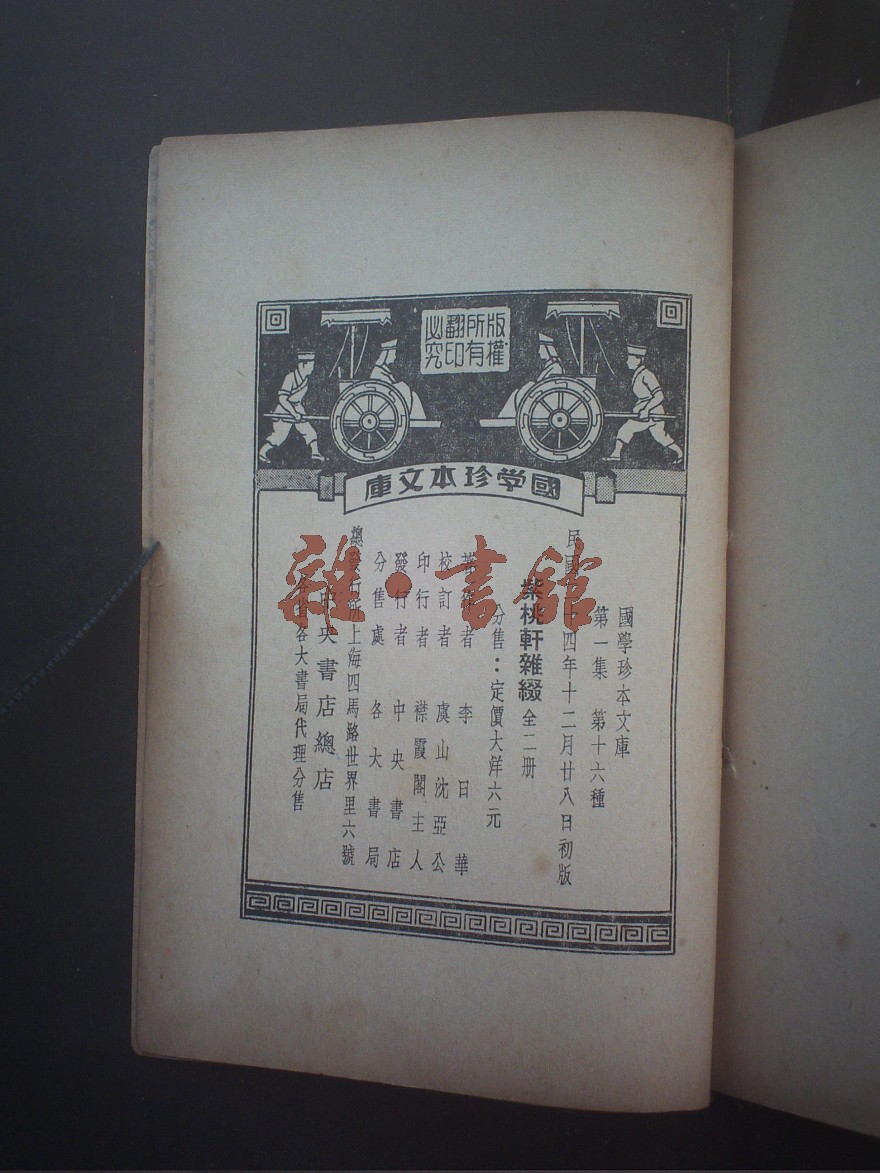 版權
所有
翻印
必究
國学珍本文庫
國學珍本文庫
第一集 第十六種
民國 十四年十二月廿八日初版
紫桃軒雜綴 全二册
分售：定價大洋六元
著作者 李日華
校訂者 虞山沈亞公
印行者 襟霞閣主人
發行者 中央書店
分售處 各大書局
總發行所上海四馬路世界里六號
中央書店總店
各省各大書局代理分售
雜·書館